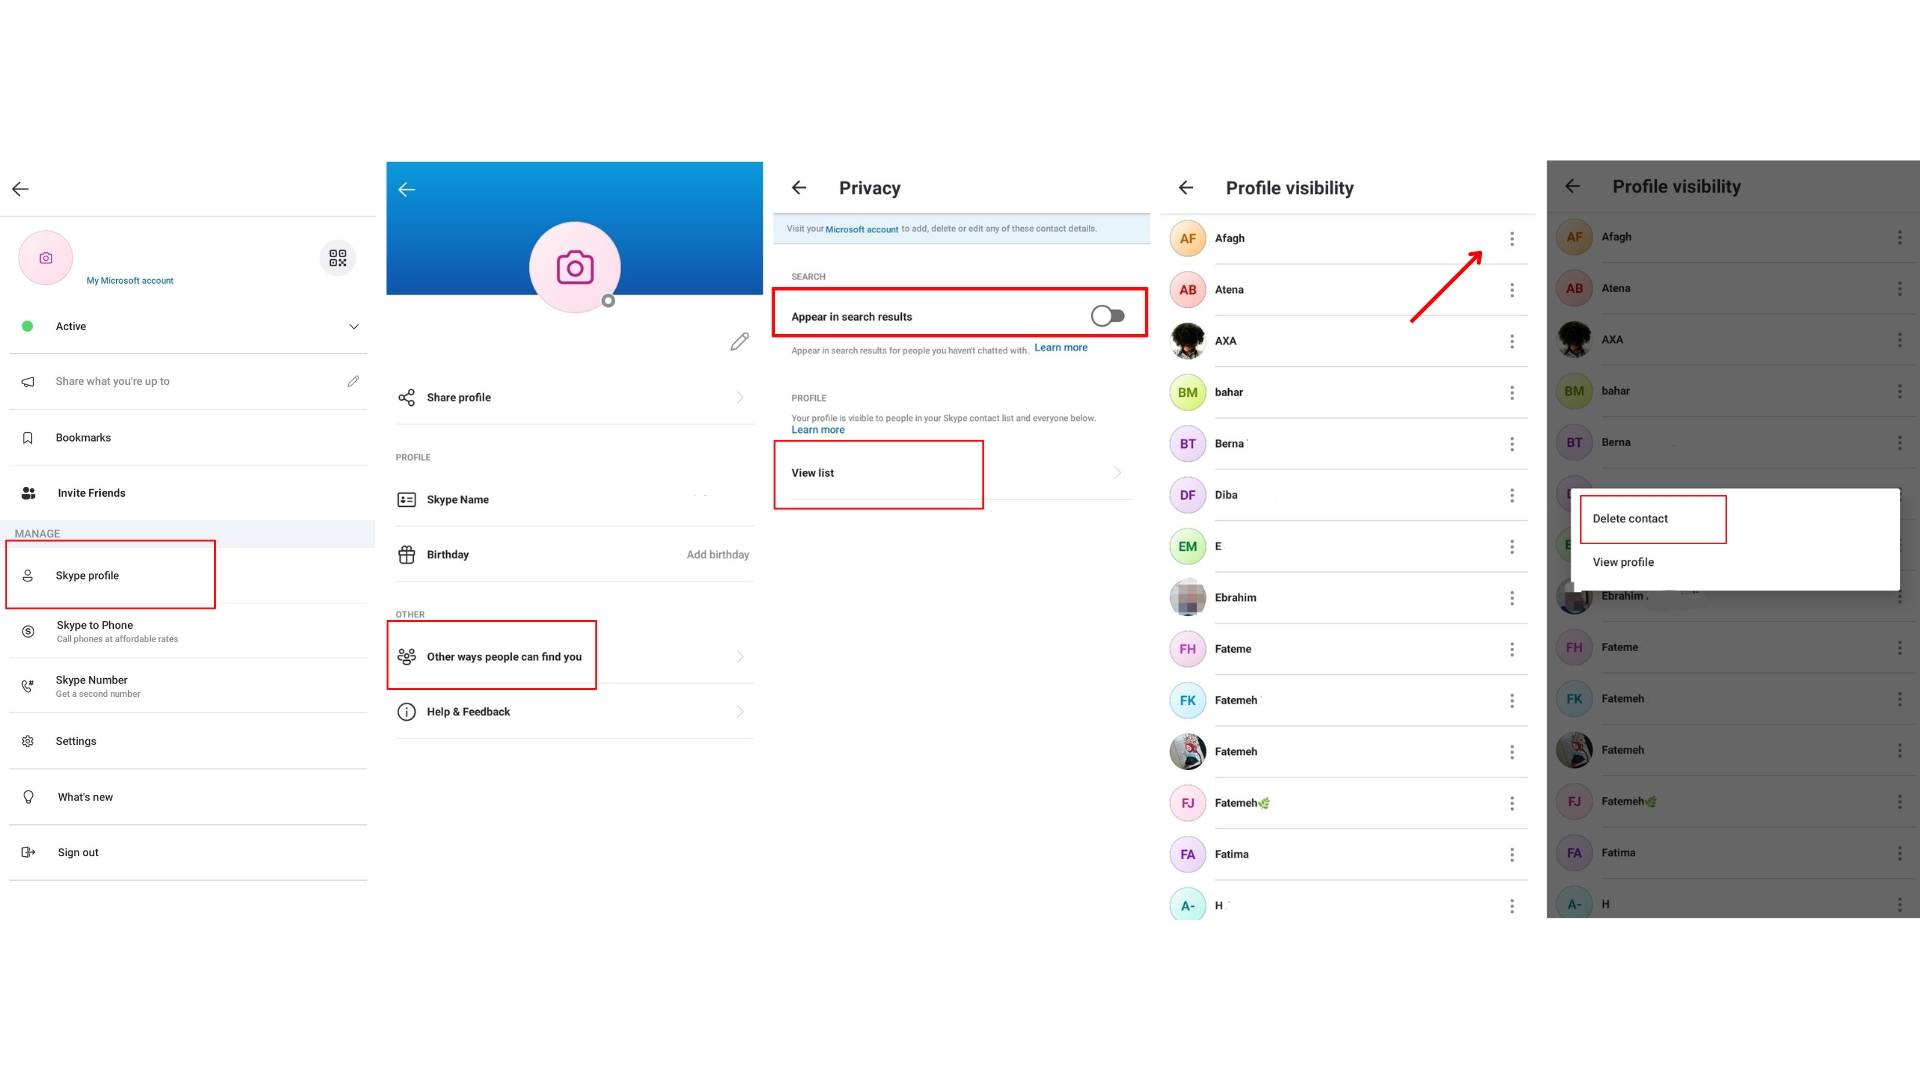 My Microsoft account
Active
Share what you're up to
Bookmarks
Invite Friends
MANAGE
Skype profile
Skype to Phone
Call phones at affordable rates
Skype Number
Get a second number
Settings
What's new
Sign out
Share profile
PROFILE
Skype Name
Birthday Add birthday
OTHER
Other ways people can find you
Help & Feedback
Privacy
Visit your Microsoft account to add, delete or edit any of these contact details.
SEARCH
Appear in search results
Appear in search results for people you haven't chatted with. Learn more
PROFILE
Your profile is visible to people in your Skype contact list and everyone below.
Learn more
View list
Profile visibility
AF Afagh
AB Atena
AXA
BM bahar
BT Berna
DF Diba
EM E
Ebrahim
FH Fateme
FK Fatemeh
Fatemeh
FJ Fatemeh🌿
FA Fatima
A- H
Profile visibility
AF Afagh
AB Atena
AXA
BM bahar
BT Berna
Delete contact
View profile
Ebrahim
FH Fateme
FK Fatemeh
Fatemeh
FJ Fatemeh🌿
FA Fatima
A- H